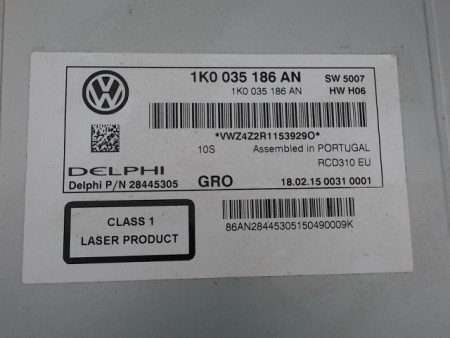 1K0 035 186 AN SW 5007
1K0 035 186 AN HW H06
*VWZ4Z2R1153929O*
10S Assembled in PORTUGAL
RCD310 EU
DELPHI
Delphi P/N 28445305 GRO 18.02.15 0031 0001
CLASS 1
LASER PRODUCT
86AN28445305150490009K